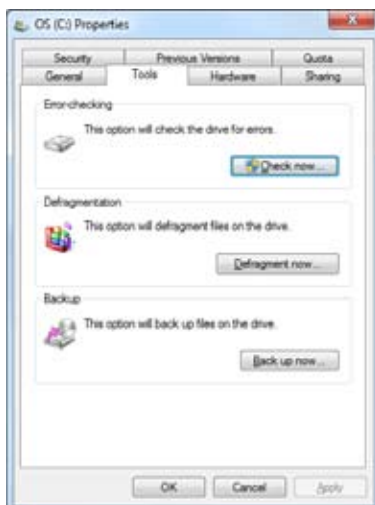 OS (C:) Properties
Security Previous Versions Quota
General Tools Hardware Sharing
Error-checking
This option will check the drive for errors.
Check now...
Defragmentation
This option will defragment files on the drive.
Defragment now...
Backup
This option will back up files on the drive.
Back up now...
OK Cancel Apply